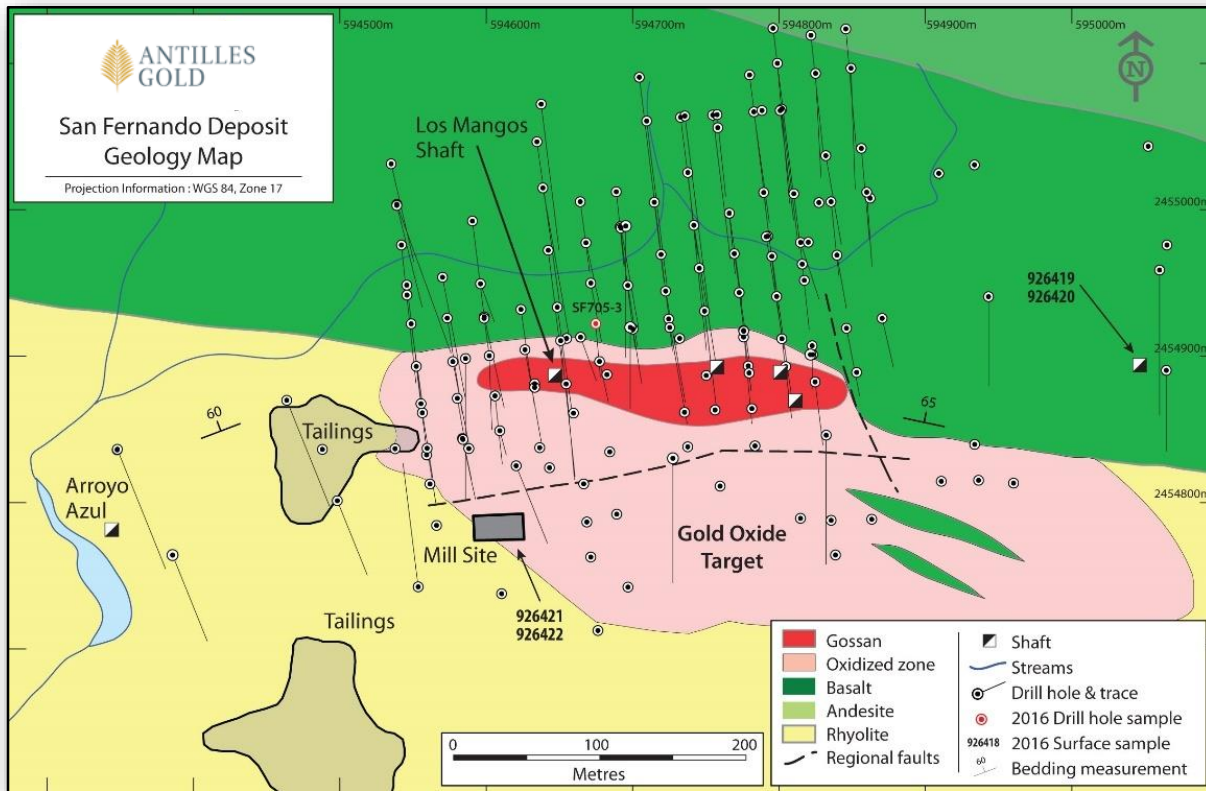 ANTILLES
GOLD
San Fernando Deposit
Geology Map
Projection Information : WGS 84, Zone 17
594500m
594600m
594700m
594800m
594900m
595000m
N
Los Mangos
Shaft
2455000m
926419
926420
SF705-3
2454900m
60
65
Tailings
Arroyo
Azul
2454800m
Mill Site
Gold Oxide
Target
926421
926422
Tailings
Gossan
Oxidized zone
Basalt
Andesite
Rhyolite
Regional faults
Shaft
Streams
Drill hole & trace
2016 Drill hole sample
926418 2016 Surface sample
60 Bedding measurement
0 100 200
Metres